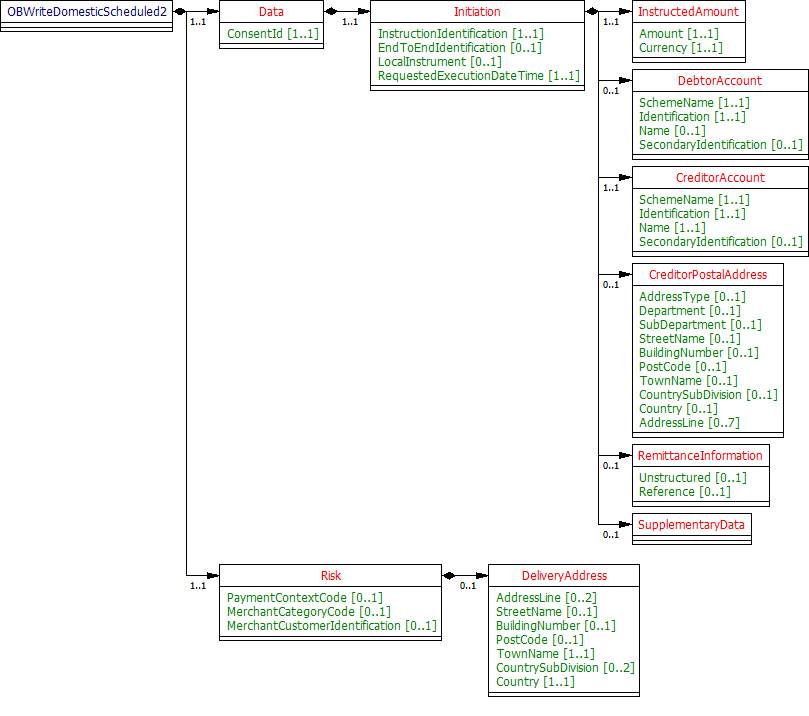 OBWriteDomesticScheduled2
1..1
Data
ConsentId [1..1]
1..1
Initiation
InstructionIdentification [1..1]
EndToEndIdentification [0..1]
LocalInstrument [0..1]
RequestedExecutionDateTime [1..1]
1..1
InstructedAmount
Amount [1..1]
Currency [1..1]
0..1
DebtorAccount
SchemeName [1..1]
Identification [1..1]
Name [0..1]
SecondaryIdentification [0..1]
1..1
CreditorAccount
SchemeName [1..1]
Identification [1..1]
Name [1..1]
SecondaryIdentification [0..1]
0..1
CreditorPostalAddress
AddressType [0..1]
Department [0..1]
SubDepartment [0..1]
StreetName [0..1]
BuildingNumber [0..1]
PostCode [0..1]
TownName [0..1]
CountrySubDivision [0..1]
Country [0..1]
AddressLine [0..7]
0..1
RemittanceInformation
Unstructured [0..1]
Reference [0..1]
0..1
SupplementaryData
1..1
Risk
PaymentContextCode [0..1]
MerchantCategoryCode [0..1]
MerchantCustomerIdentification [0..1]
0..1
DeliveryAddress
AddressLine [0..2]
StreetName [0..1]
BuildingNumber [0..1]
PostCode [0..1]
TownName [1..1]
CountrySubDivision [0..2]
Country [1..1]